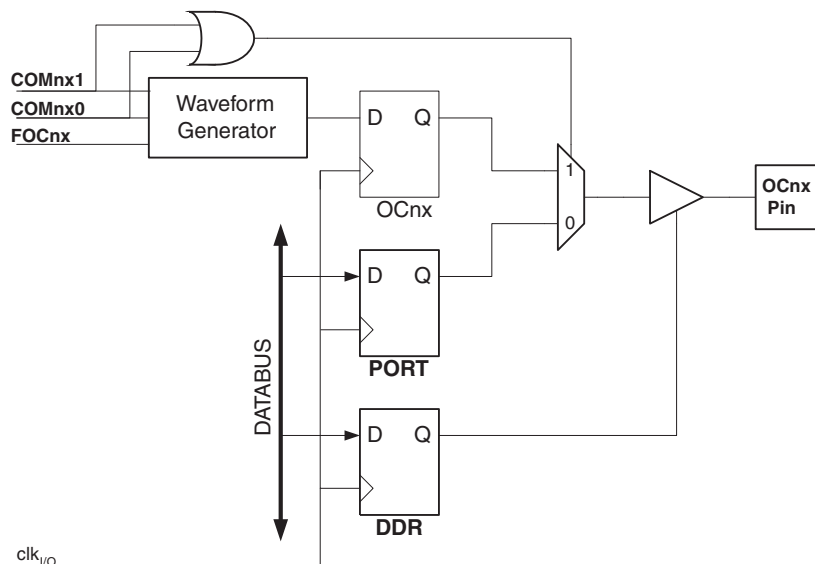 COMnx1
COMnx0
FOCnx
Waveform
Generator
D Q
OCnx
1
0
OCnx
Pin
D Q
PORT
D Q
DDR
DATABUS
clkI/O